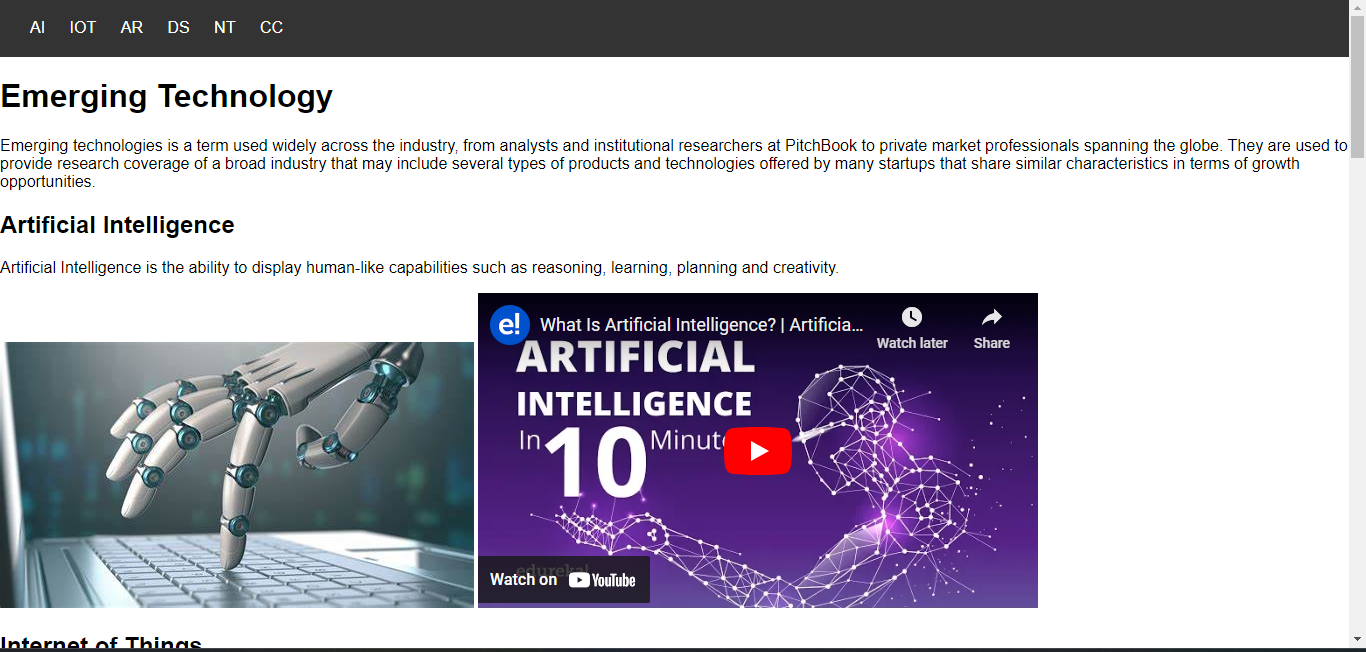 AI IOT AR DS NT CC
Emerging Technology
Emerging technologies is a term used widely across the industry, from analysts and institutional researchers at PitchBook to private market professionals spanning the globe. They are used to
provide research coverage of a broad industry that may include several types of products and technologies offered by many startups that share similar characteristics in terms of growth
opportunities.
Artificial Intelligence
Artificial Intelligence is the ability to display human-like capabilities such as reasoning, learning, planning and creativity.
e! What Is Artificial Intelligence? | Artificia...
Watch later Share
ARTIFICIAL
INTELLIGENCE
In 10 Minute
edureka!
Watch on YouTube
Internet of Things